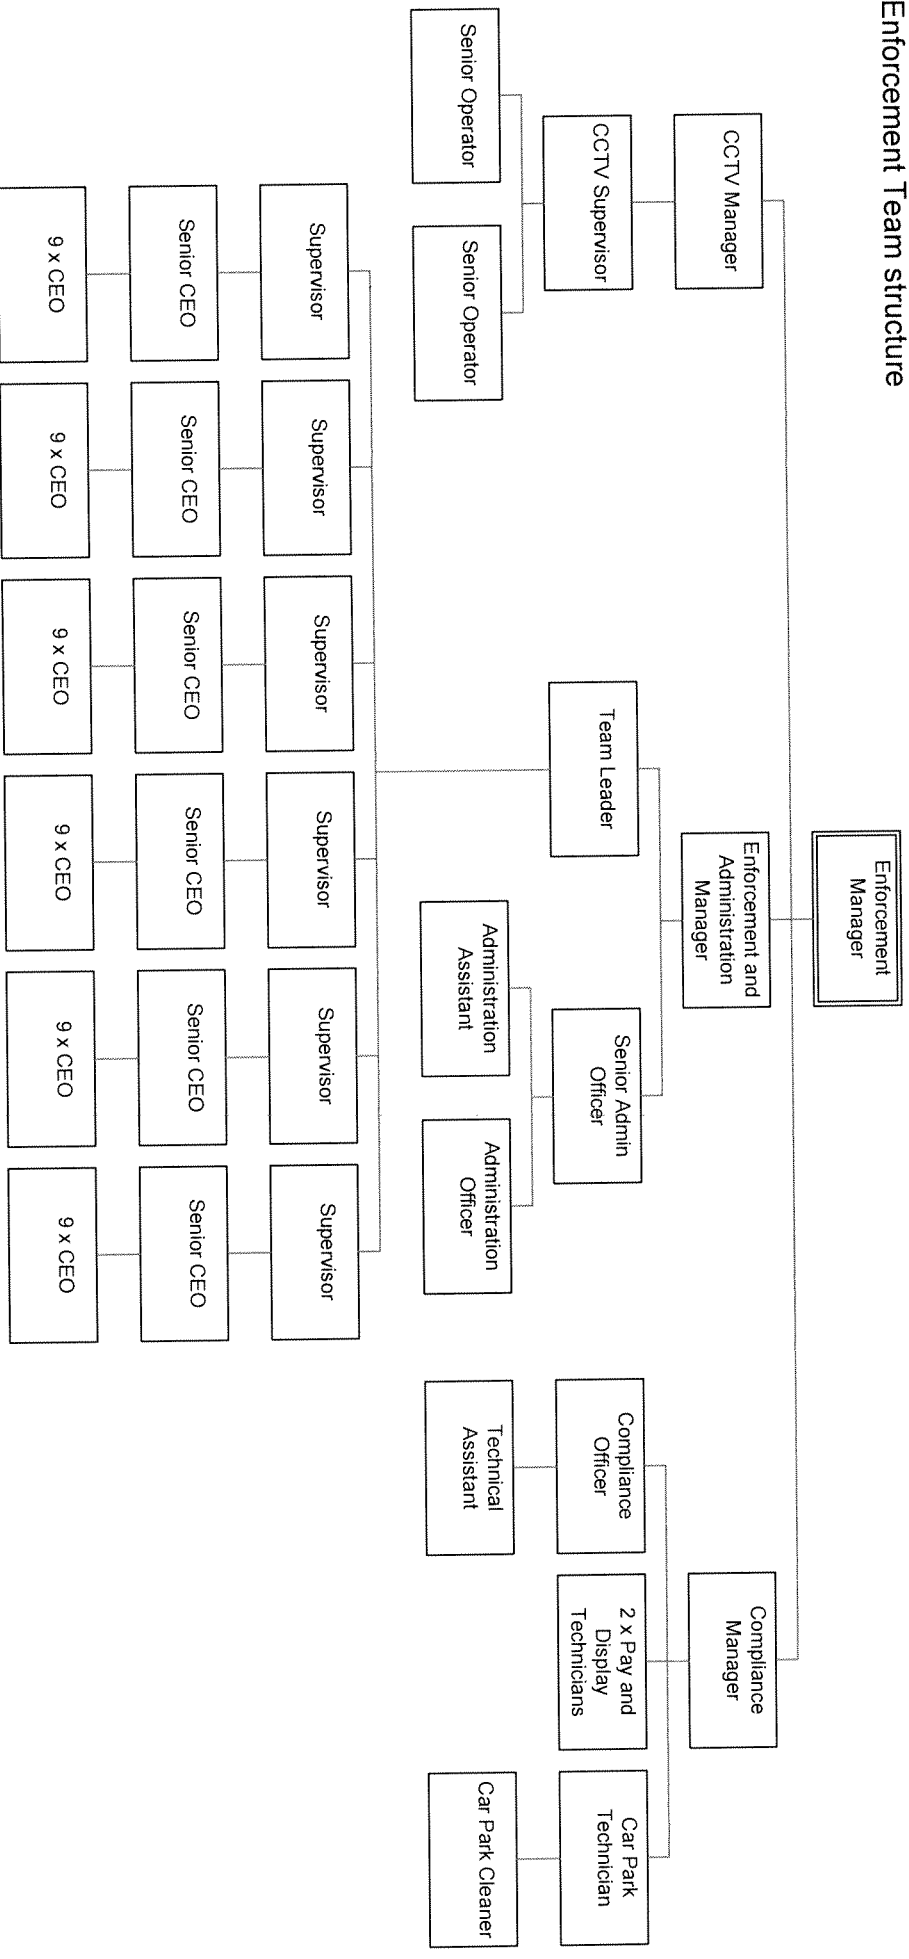 Enforcement Team structure
Enforcement
Manager
CCTV Manager
Enforcement and
Administration
Manager
Compliance
Manager
CCTV Supervisor
Team Leader
Senior Admin
Officer
Compliance
Officer
2 x Pay and
Display
Technicians
Car Park
Technician
Senior Operator
Senior Operator
Administration
Assistant
Administration
Officer
Technical
Assistant
Car Park Cleaner
Supervisor
Supervisor
Supervisor
Supervisor
Supervisor
Supervisor
Senior CEO
Senior CEO
Senior CEO
Senior CEO
Senior CEO
Senior CEO
9 x CEO
9 x CEO
9 x CEO
9 x CEO
9 x CEO
9 x CEO